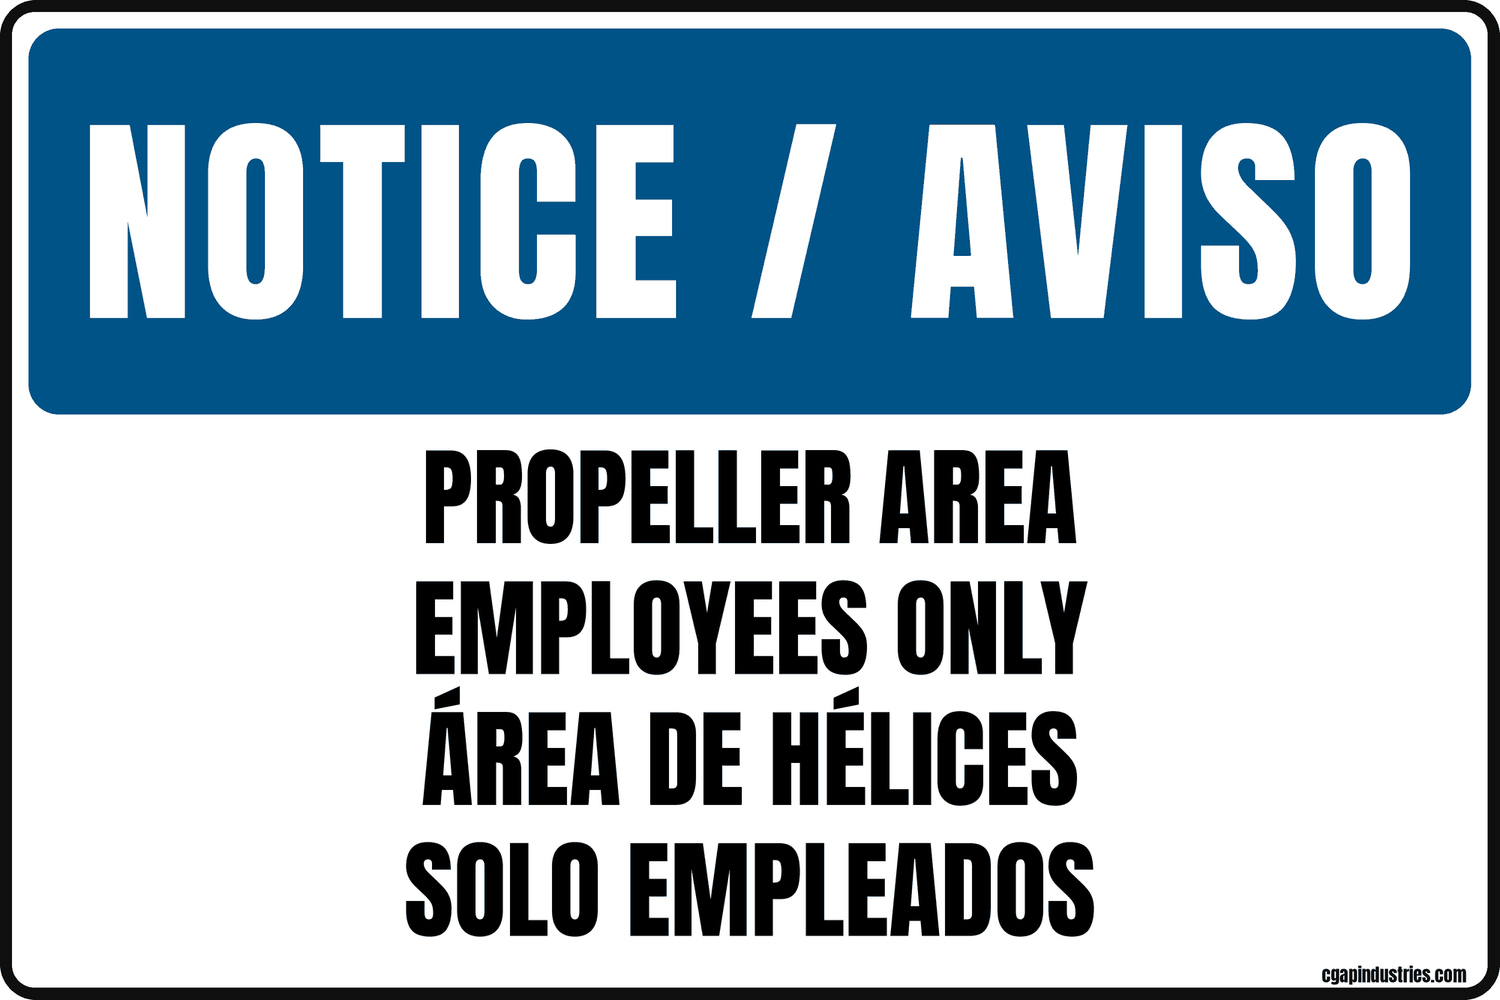 NOTICE / AVISO
PROPELLER AREA
EMPLOYEES ONLY
ÁREA DE HÉLICES
SOLO EMPLEADOS
cgapindustries.com